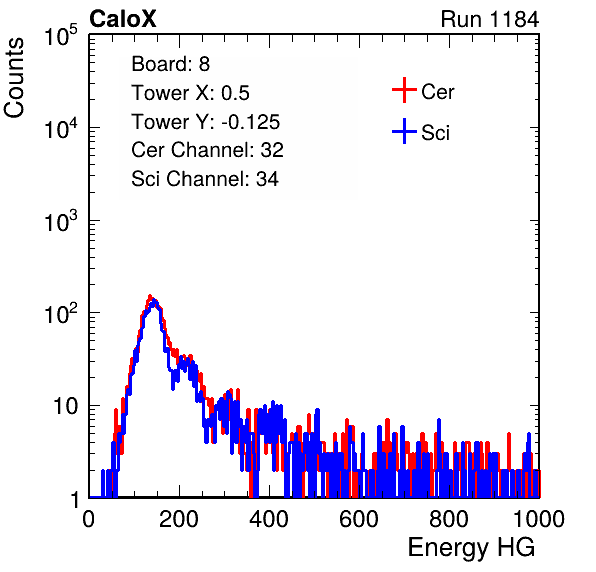 CaloX Run 1184
Counts
10^5
10^4
10^3
10^2
10
1
Board: 8
Tower X: 0.5
Tower Y: -0.125
Cer Channel: 32
Sci Channel: 34
Cer
Sci
0 200 400 600 800 1000
Energy HG